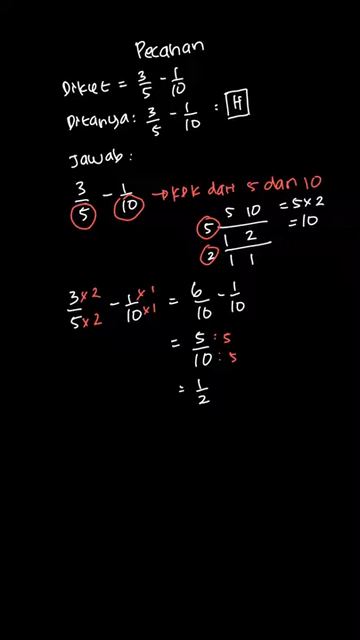 Pecahan
Diket = 3/5 - 1/10
Ditanya: 3/5 - 1/10 =
Jawab:
3/5 - 1/10 → KPK dari 5 dan 10
5 10 = 5 x 2
5 1 2 = 10
2 1 1
3 x 2 / 5 x 2 - 1 x 1 / 10 x 1 = 6/10 - 1/10
= 5 : 5 / 10 : 5
= 1/2